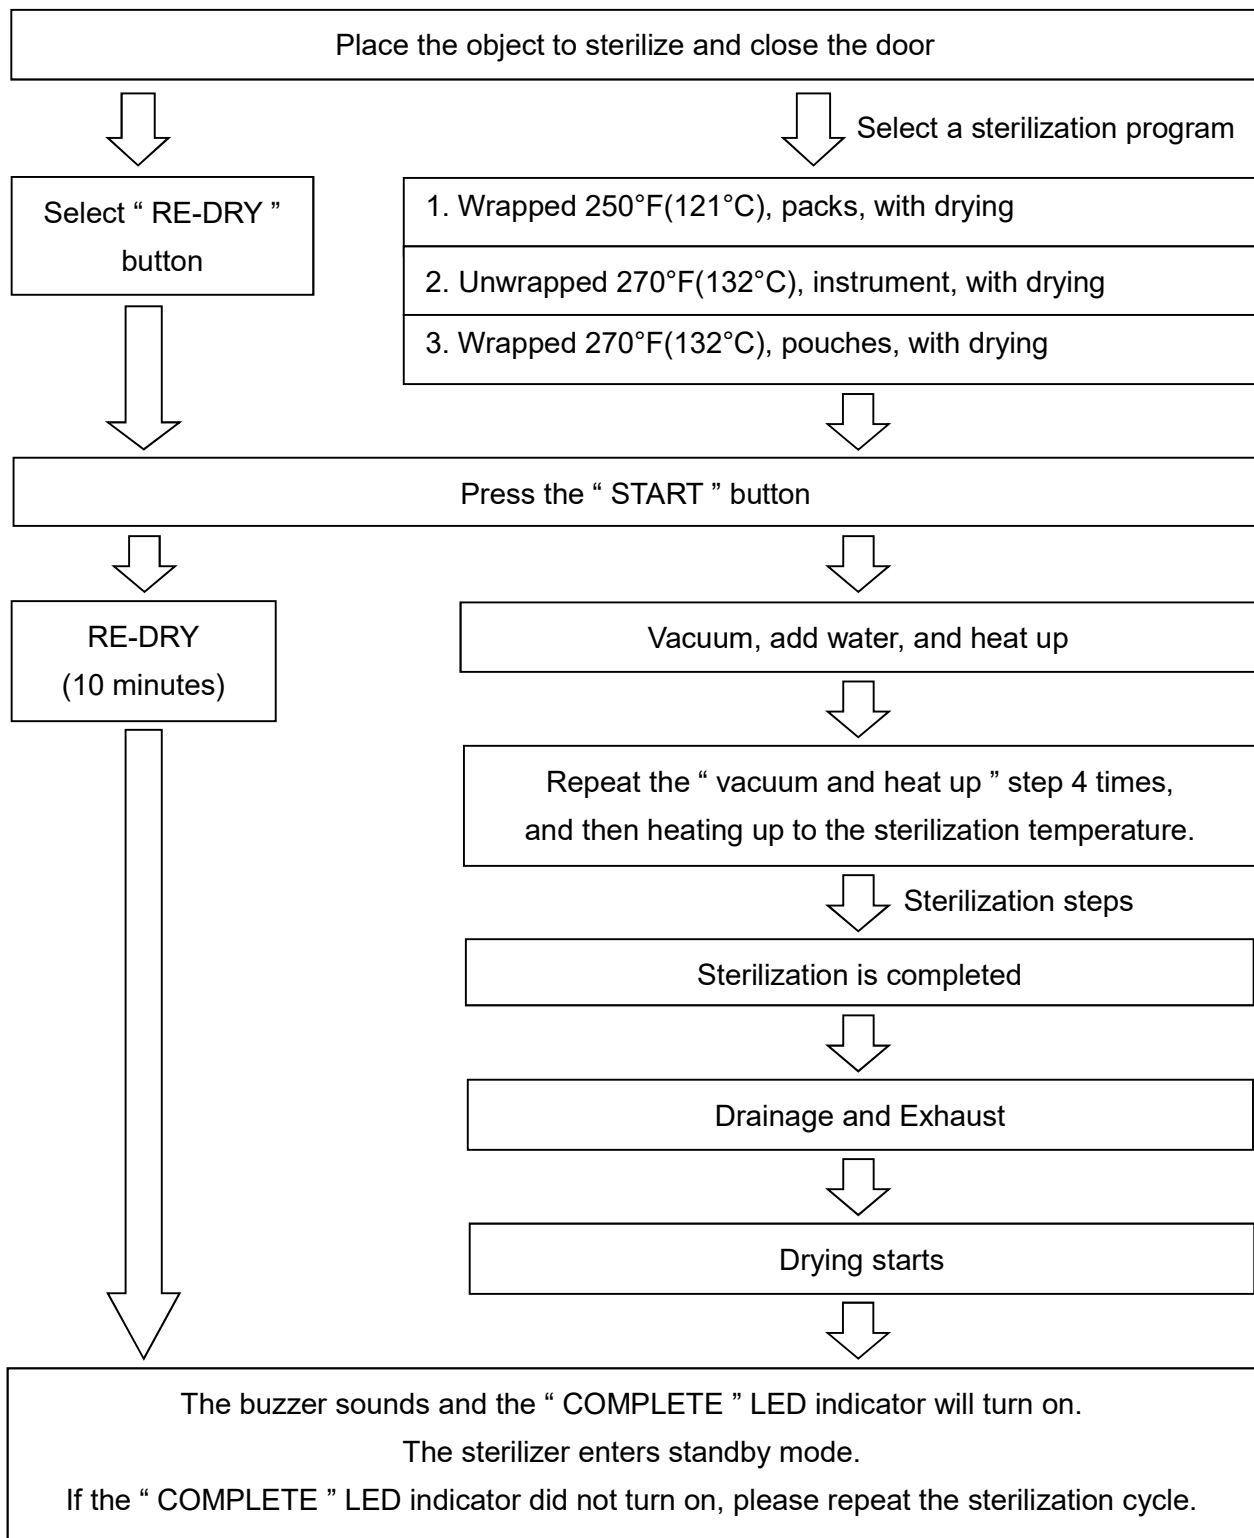 Place the object to sterilize and close the door
Select a sterilization program
Select “ RE-DRY ”
button
1. Wrapped 250°F(121°C), packs, with drying
2. Unwrapped 270°F(132°C), instrument, with drying
3. Wrapped 270°F(132°C), pouches, with drying
Press the “ START ” button
RE-DRY
(10 minutes)
Vacuum, add water, and heat up
Repeat the “ vacuum and heat up ” step 4 times,
and then heating up to the sterilization temperature.
Sterilization steps
Sterilization is completed
Drainage and Exhaust
Drying starts
The buzzer sounds and the “ COMPLETE ” LED indicator will turn on.
The sterilizer enters standby mode.
If the “ COMPLETE ” LED indicator did not turn on, please repeat the sterilization cycle.